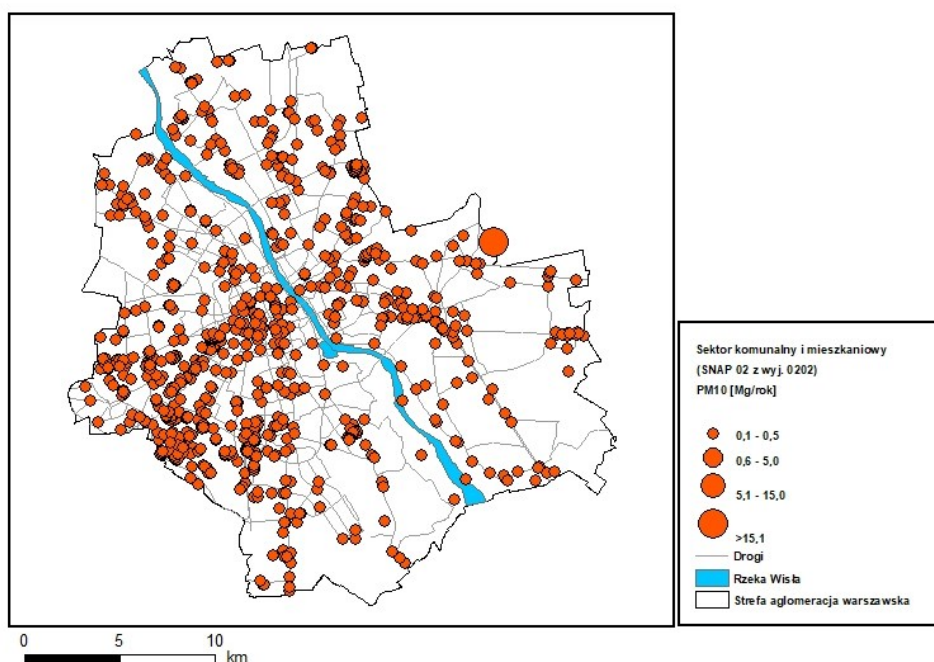 Sektor komunalny i mieszkaniowy
(SNAP 02 z wyj. 0202)
PM10 [Mg/rok]
0,1 - 0,5
0,6 - 5,0
5,1 - 15,0
>15,1
Drogi
Rzeka Wisła
Strefa aglomeracja warszawska
0 5 10
km